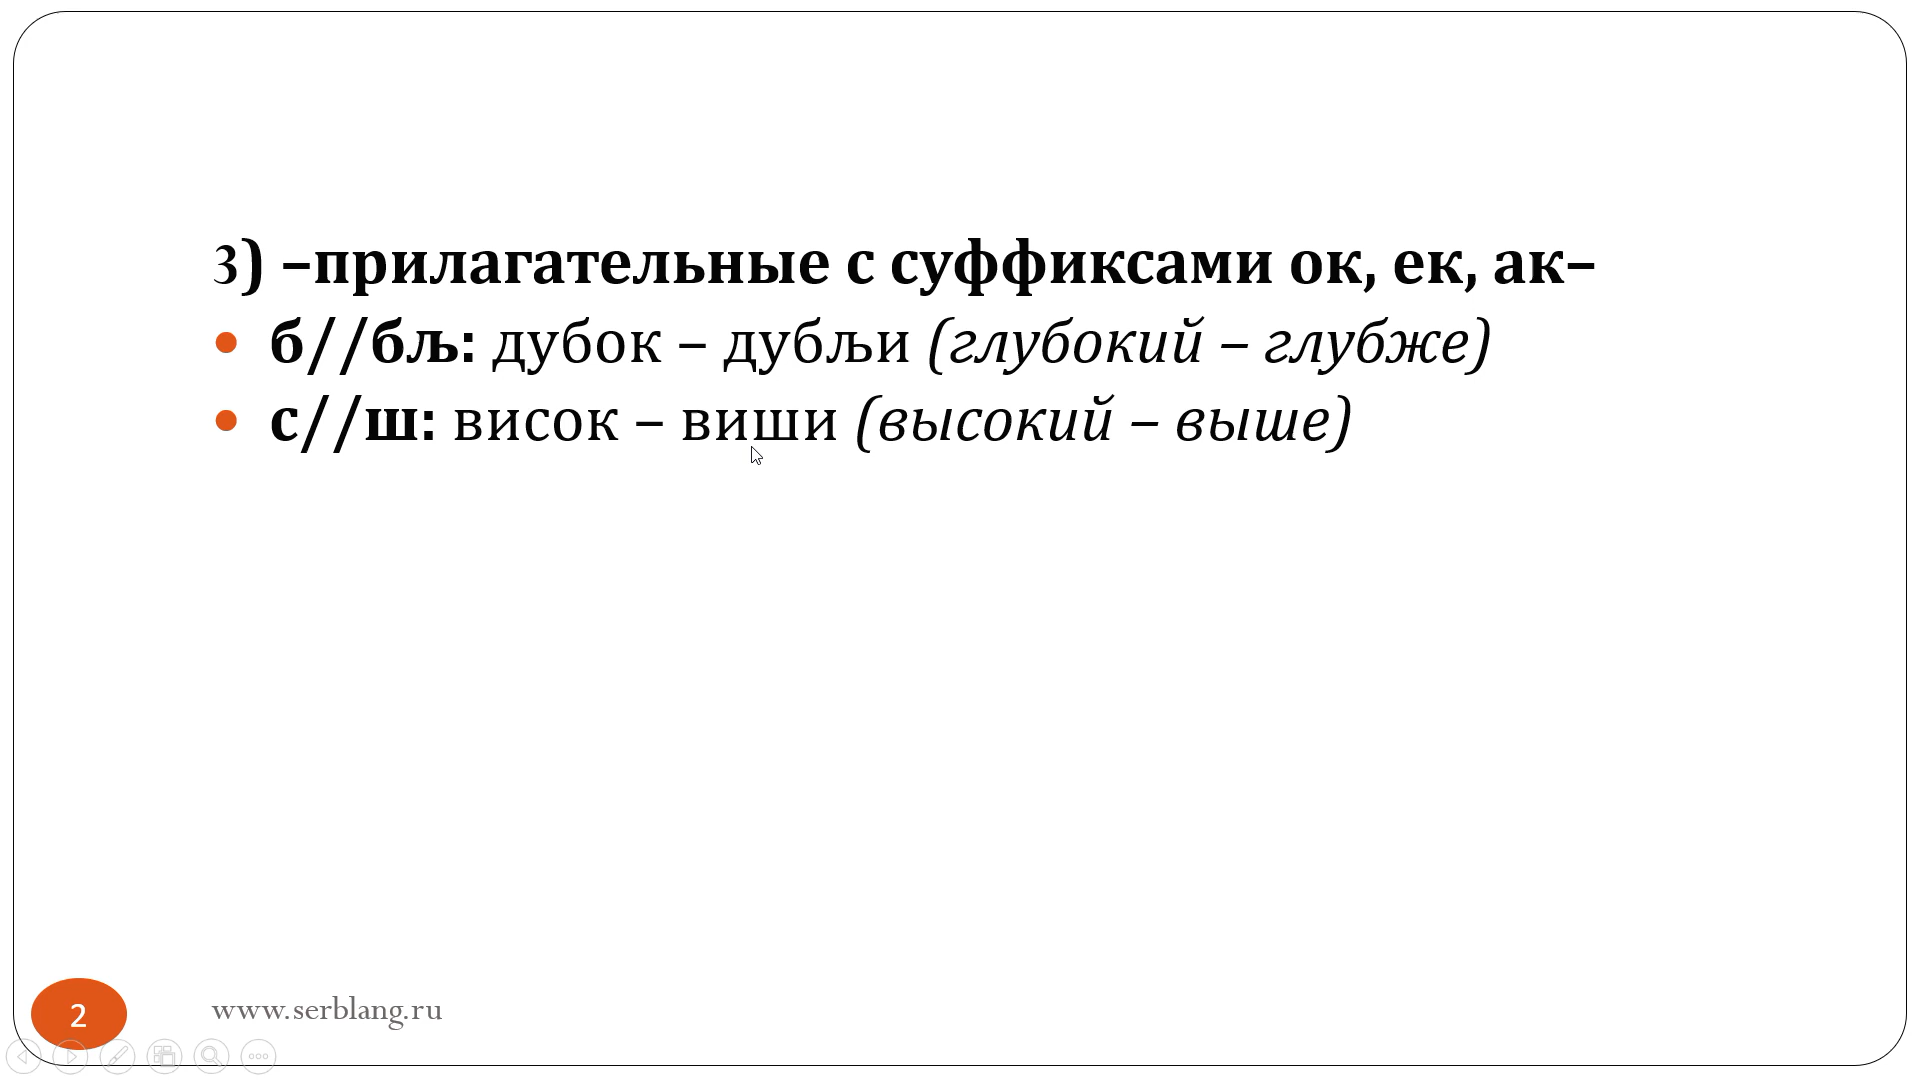 3) –прилагательные с суффиксами ок, ек, ак–
б//бљ: дубок – дубљи (глубокий – глубже)
с//ш: висок – виши (высокий – выше)
2
www.serblang.ru